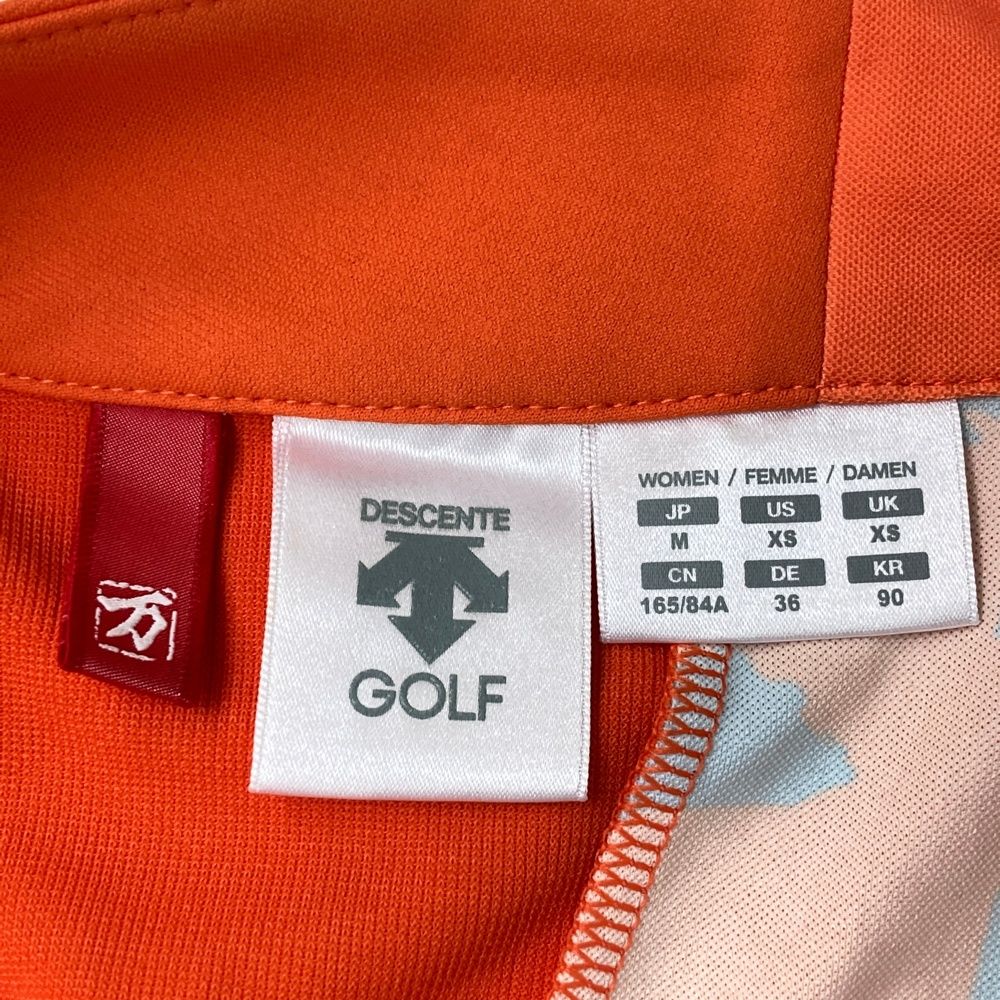 万
DESCENTE
GOLF
WOMEN / FEMME / DAMEN
JP US UK
M XS XS
CN DE KR
165/84A 36 90